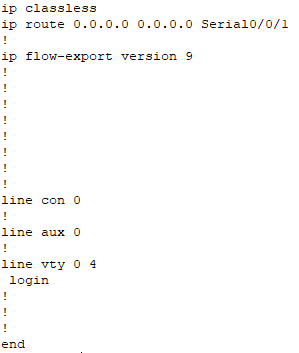 ip classless
ip route 0.0.0.0 0.0.0.0 Serial0/0/1
!
ip flow-export version 9
!
!
!
!
!
!
!
!
line con 0
!
line aux 0
!
line vty 0 4
 login
!
!
!
end